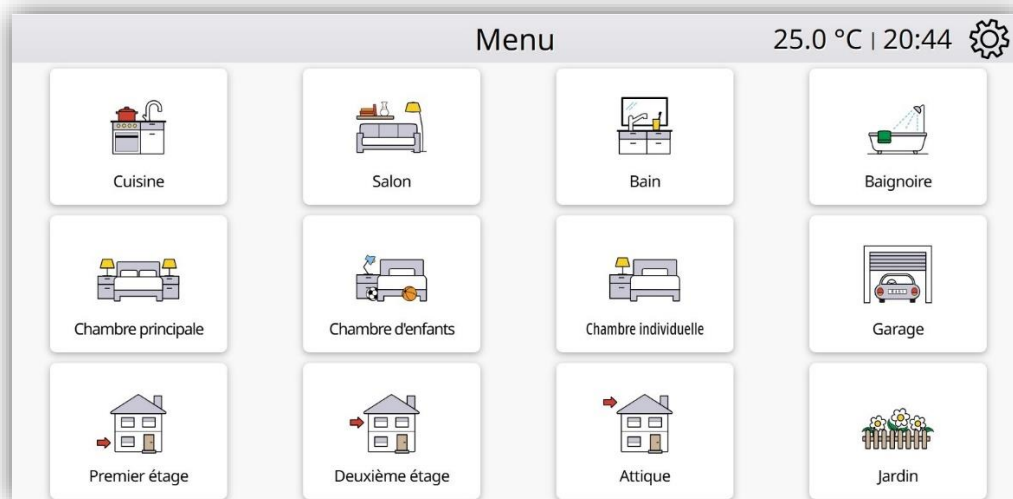 Menu
25.0 °C | 20:44
Cuisine
Salon
Bain
Baignoire
Chambre principale
Chambre d'enfants
Chambre individuelle
Garage
Premier étage
Deuxième étage
Attique
Jardin